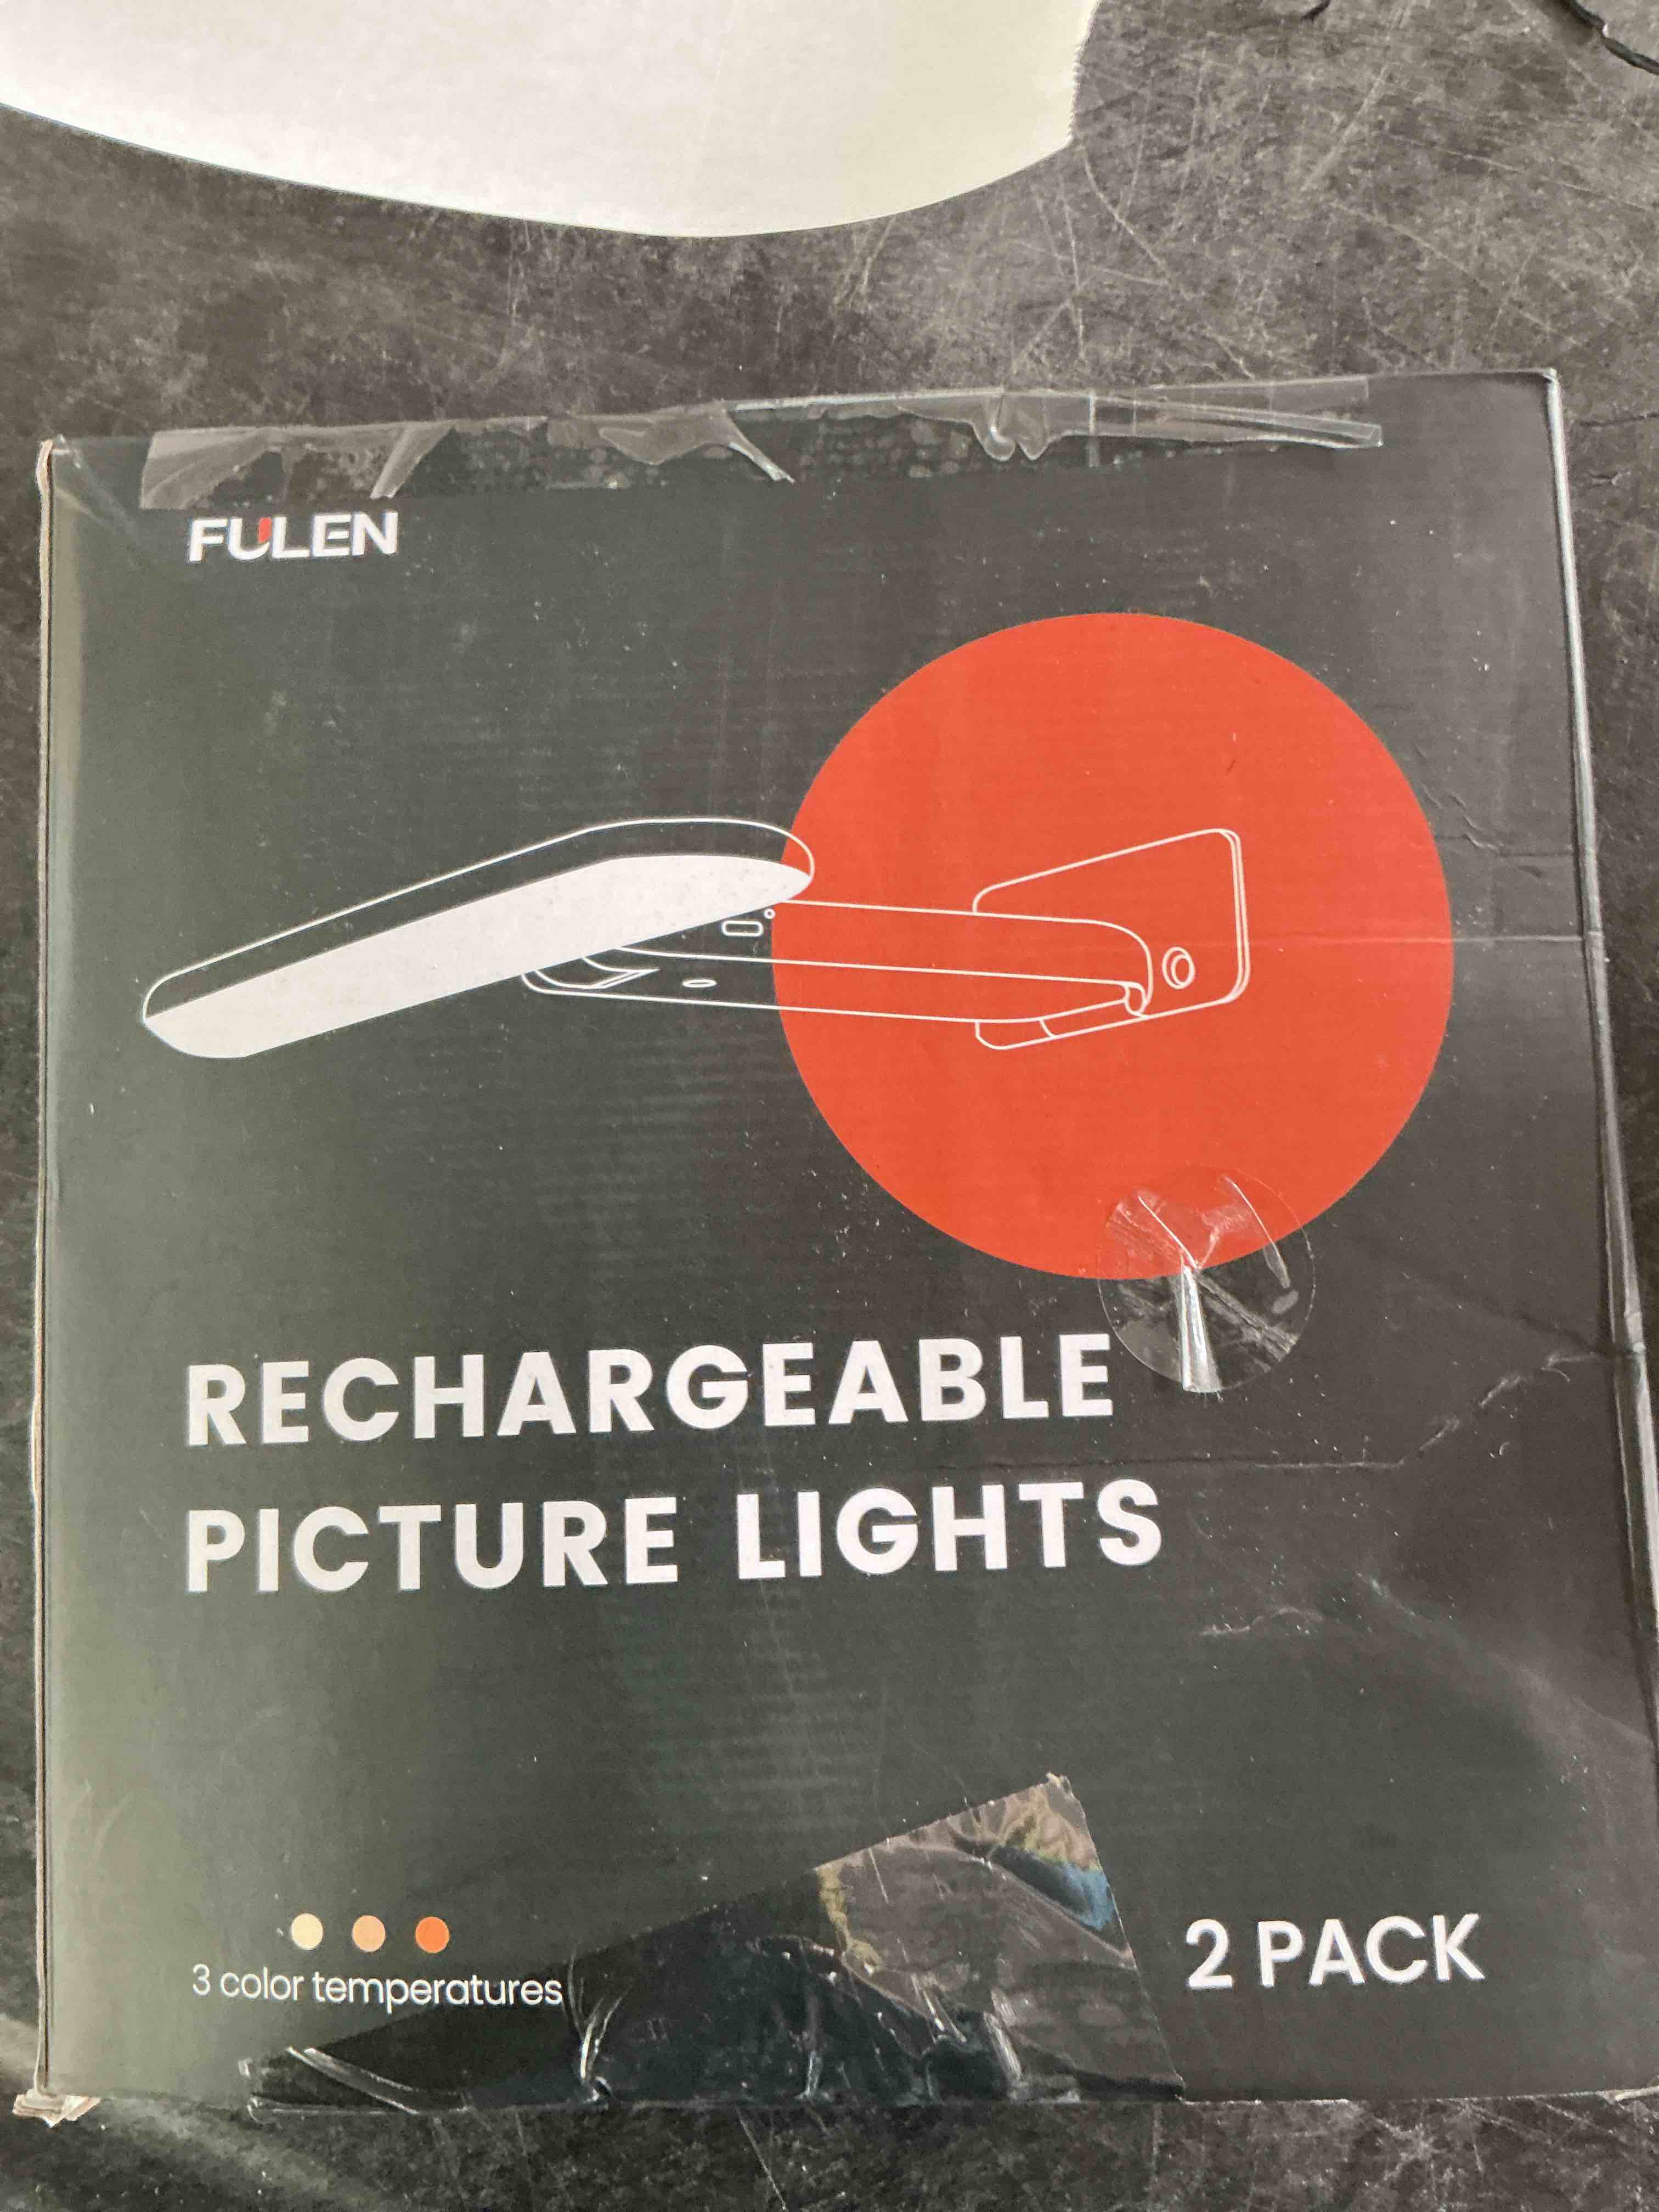 FULEN
RECHARGEABLE
PICTURE LIGHTS
3 color temperatures
2 PACK